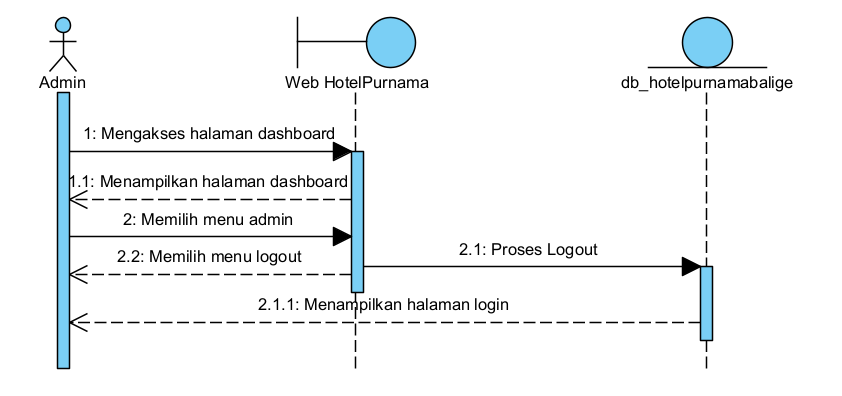 Admin
Web HotelPurnama
db_hotelpurnamabalige
1: Mengakses halaman dashboard
1.1: Menampilkan halaman dashboard
2: Memilih menu admin
2.1: Proses Logout
2.2: Memilih menu logout
2.1.1: Menampilkan halaman login